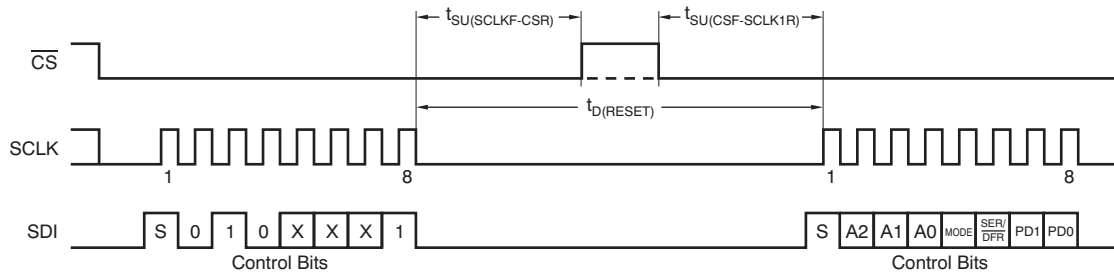 tSU(SCLKF-CSR) tSU(CSF-SCLK1R)
CS
tD(RESET)
SCLK
1 8 1 8
SDI S 0 1 0 X X X 1 S A2 A1 A0 MODE SER/DFR PD1 PD0
Control Bits Control Bits